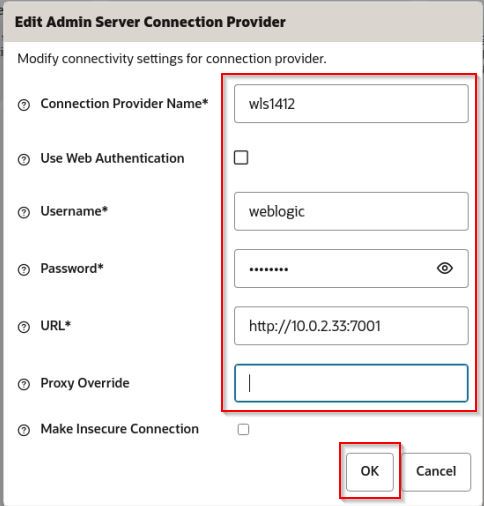 Edit Admin Server Connection Provider
Modify connectivity settings for connection provider.
Connection Provider Name* wls1412
Use Web Authentication
Username* weblogic
Password* ••••••••
URL* http://10.0.2.33:7001
Proxy Override
Make Insecure Connection
OK Cancel